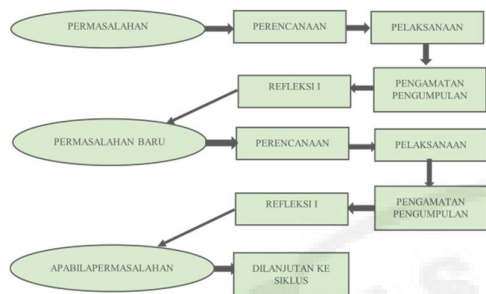 PERMASALAHAN
PERENCANAAN
PELAKSANAAN
REFLEKSI I
PENGAMATAN
PENGUMPULAN
PERMASALAHAN BARU
PERENCANAAN
PELAKSANAAN
REFLEKSI I
PENGAMATAN
PENGUMPULAN
APABILAPERMASALAHAN
DILANJUTAN KE
SIKLUS